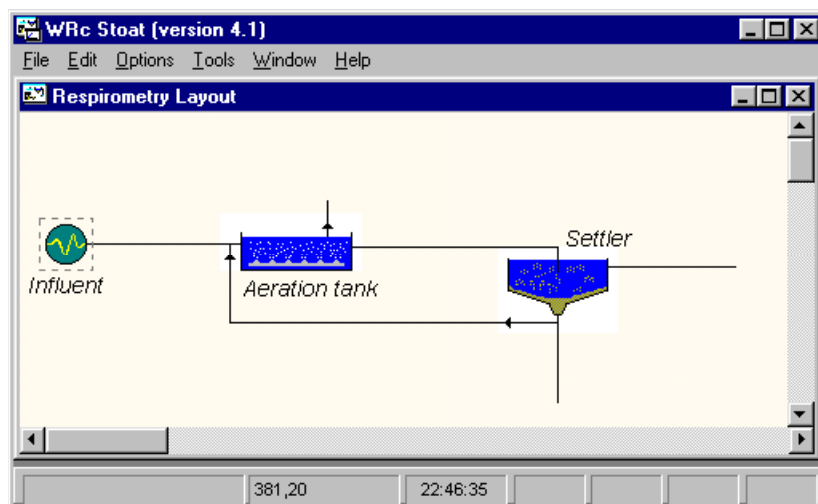 WRc Stoat (version 4.1)
File Edit Options Tools Window Help
Respirometry Layout
Settler
Influent
Aeration tank
381,20 22:46:35